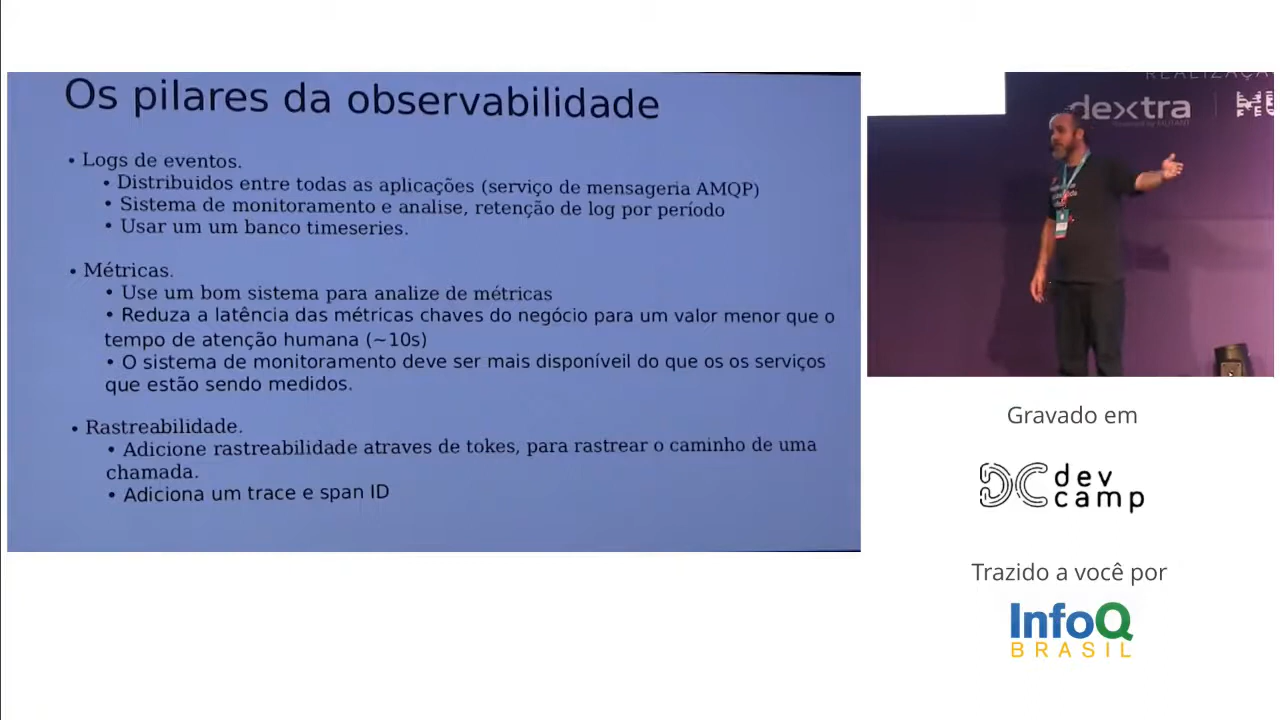 Os pilares da observabilidade
• Logs de eventos.
• Distribuidos entre todas as aplicações (serviço de mensageria AMQP)
• Sistema de monitoramento e analise, retenção de log por período
• Usar um um banco timeseries.
• Métricas.
• Use um bom sistema para analize de métricas
• Reduza a latência das métricas chaves do negócio para um valor menor que o
tempo de atenção humana (~10s)
• O sistema de monitoramento deve ser mais disponíveil do que os os serviços
que estão sendo medidos.
• Rastreabilidade.
• Adicione rastreabilidade atraves de tokes, para rastrear o caminho de uma
chamada.
• Adiciona um trace e span ID
REALIZAÇÃ
dextra
Gravado em
dev
camp
Trazido a você por
InfoQ
BRASIL